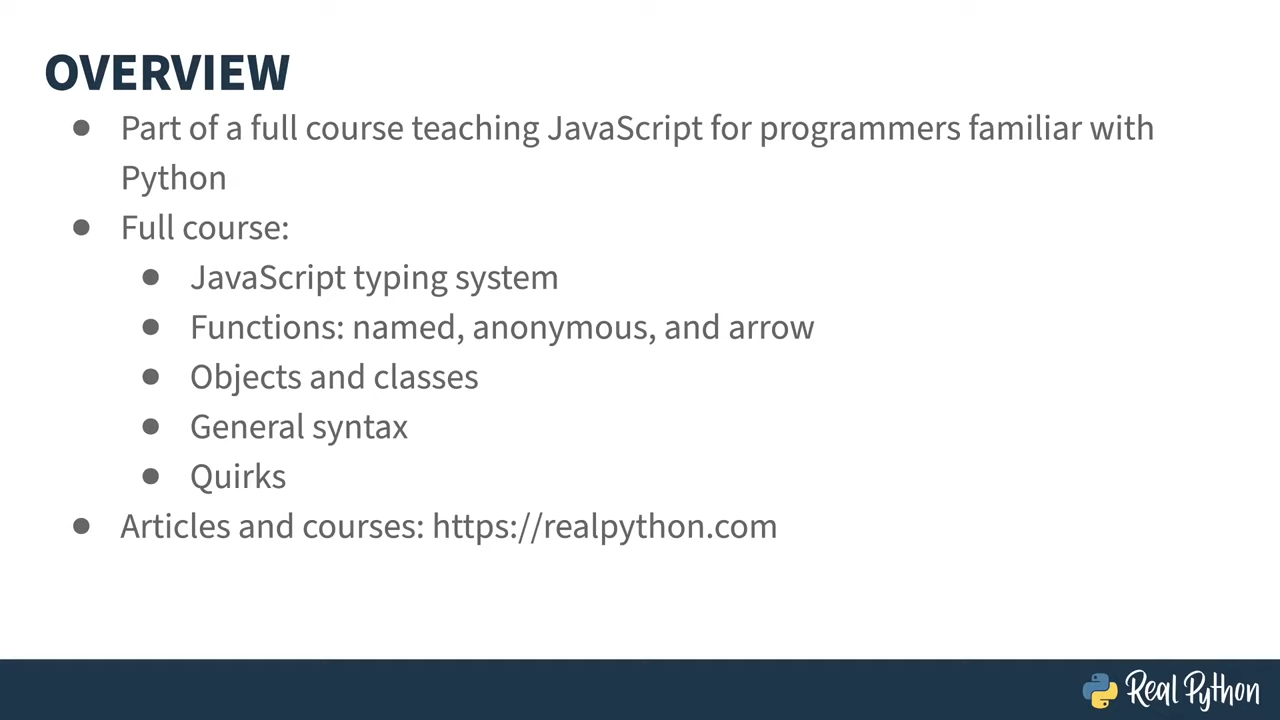 OVERVIEW
● Part of a full course teaching JavaScript for programmers familiar with
Python
● Full course:
● JavaScript typing system
● Functions: named, anonymous, and arrow
● Objects and classes
● General syntax
● Quirks
● Articles and courses: https://realpython.com
Real Python